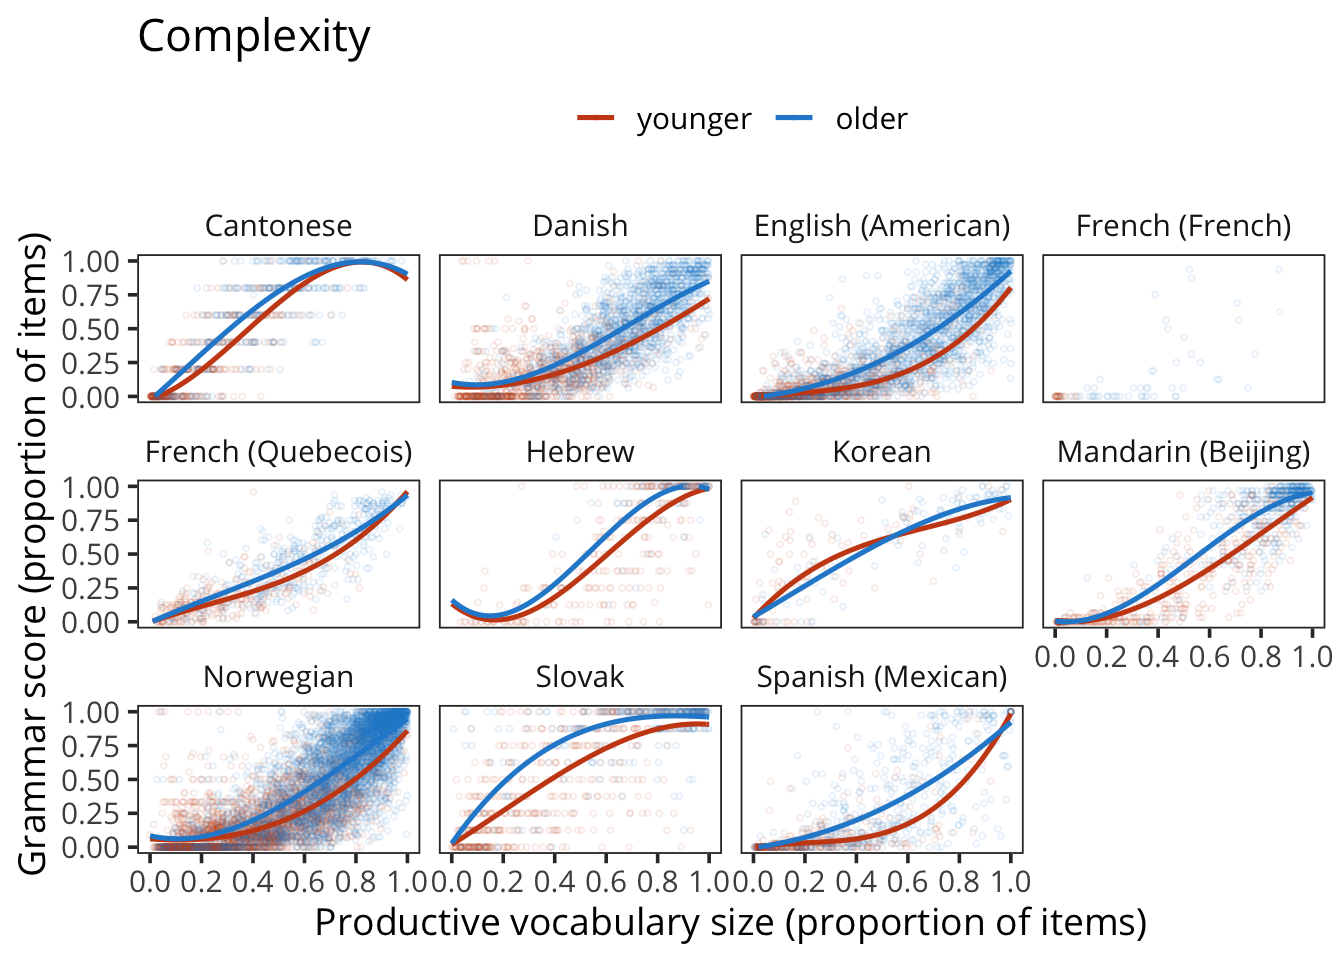 Complexity
younger older
Cantonese Danish English (American) French (French)
1.00
0.75
0.50
0.25
0.00
French (Quebecois) Hebrew Korean Mandarin (Beijing)
1.00
0.75
0.50
0.25
0.00
0.0 0.2 0.4 0.6 0.8 1.0
Norwegian Slovak Spanish (Mexican)
1.00
0.75
0.50
0.25
0.00
0.0 0.2 0.4 0.6 0.8 1.0 0.0 0.2 0.4 0.6 0.8 1.0 0.0 0.2 0.4 0.6 0.8 1.0
Productive vocabulary size (proportion of items)
Grammar score (proportion of items)